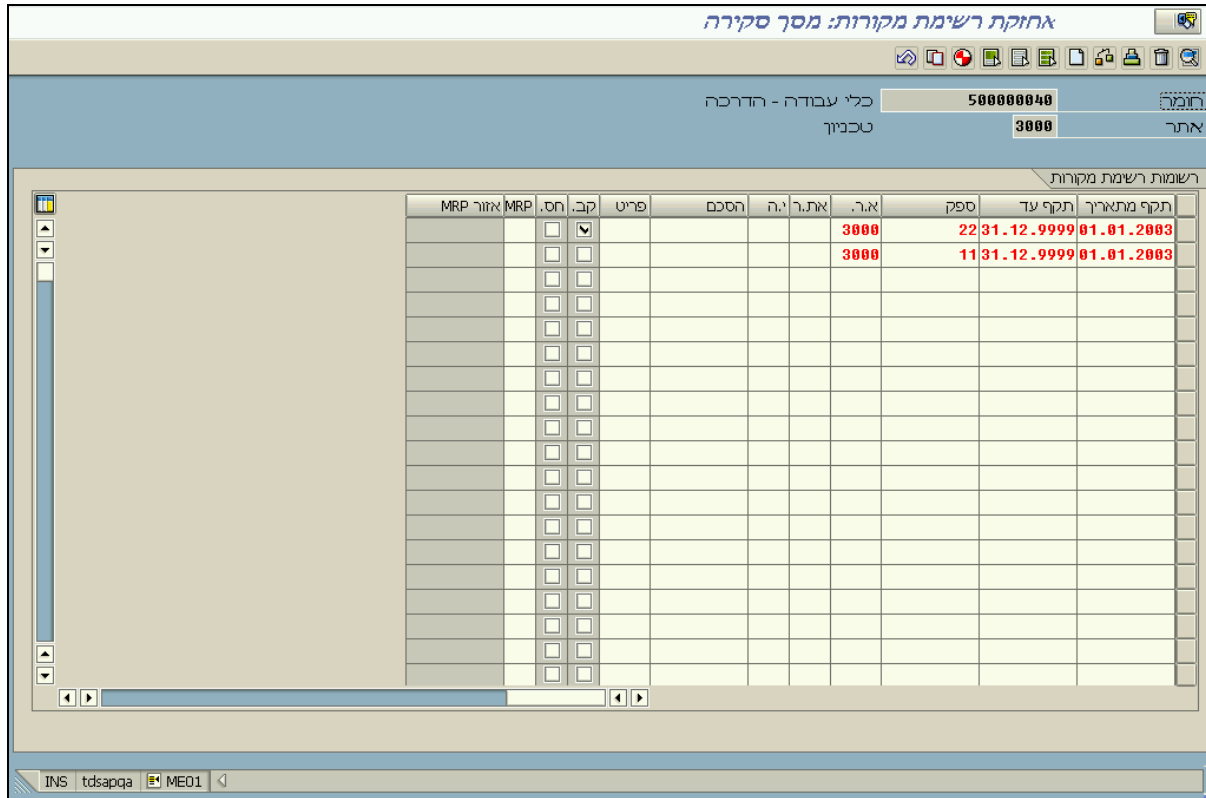 אחזקת רשימת מקורות: מסך סקירה
חומר 500000040 כלי עבודה - הדרכה
אתר 3000 טכניון
רשומות רשימת מקורות
תקף מתאריך תקף עד ספק א.ר. את.ר י.ה הסכם פריט קב. חס. MRP אזור MRP
01.01.2003 31.12.9999 22 3000
01.01.2003 31.12.9999 11 3000
INS tdsapqa ME01